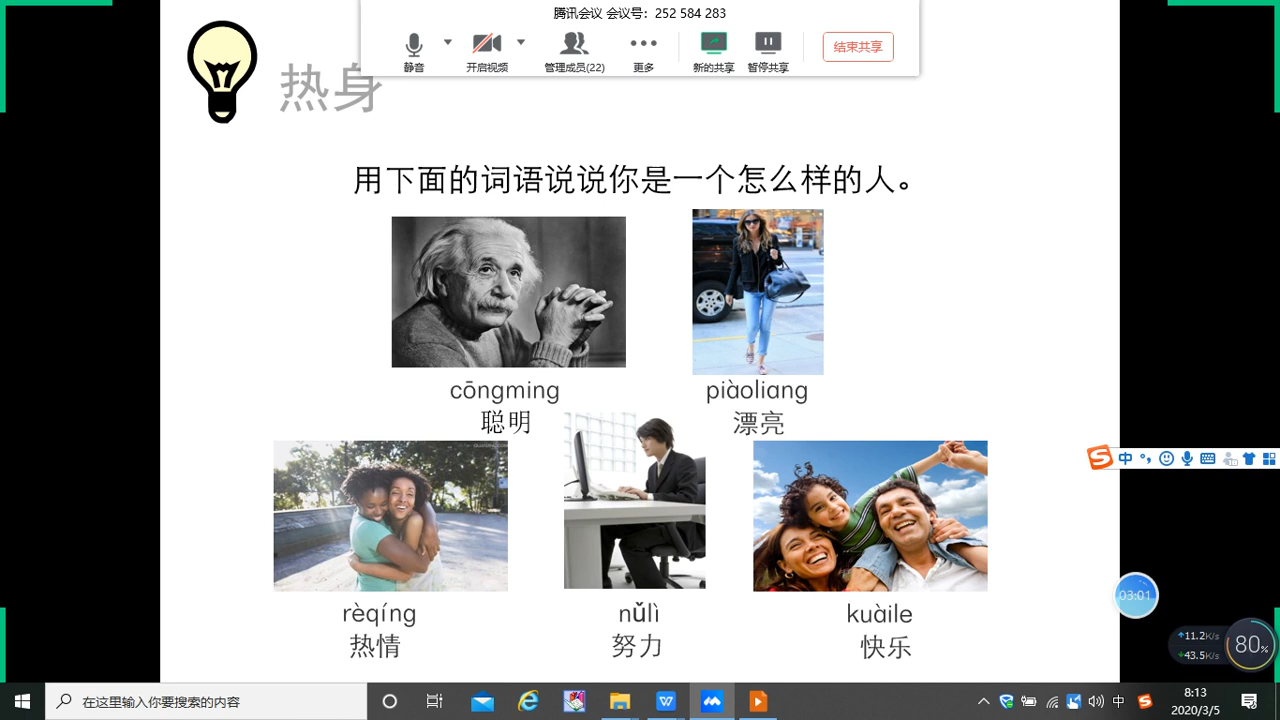 腾讯会议 会议号：252 584 283
静音
开启视频
管理成员(22)
更多
新的共享
暂停共享
结束共享
热身
用下面的词语说说你是一个怎么样的人。
cōngming
聪明
piàoliang
漂亮
rèqíng
热情
nǔlì
努力
kuàile
快乐
中
03:01
11.2K/s
43.5K/s
80%
在这里输入你要搜索的内容
中
8:13
2020/3/5